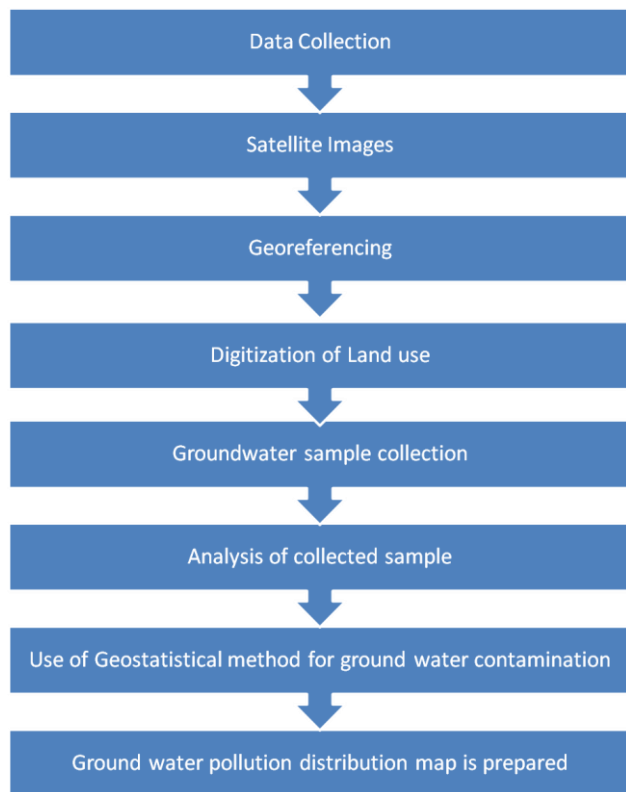 Data Collection
Satellite Images
Georeferencing
Digitization of Land use
Groundwater sample collection
Analysis of collected sample
Use of Geostatistical method for ground water contamination
Ground water pollution distribution map is prepared